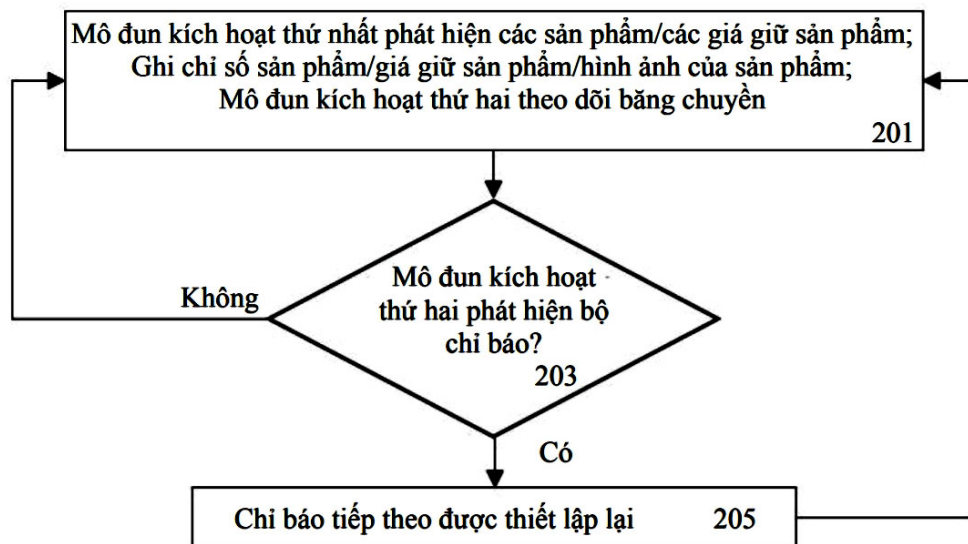 Mô đun kích hoạt thứ nhất phát hiện các sản phẩm/các giá giữ sản phẩm;
Ghi chỉ số sản phẩm/giá giữ sản phẩm/hình ảnh của sản phẩm;
Mô đun kích hoạt thứ hai theo dõi băng chuyền
201
Mô đun kích hoạt
thứ hai phát hiện bộ
chỉ báo?
203
Không
Có
Chỉ báo tiếp theo được thiết lập lại 205